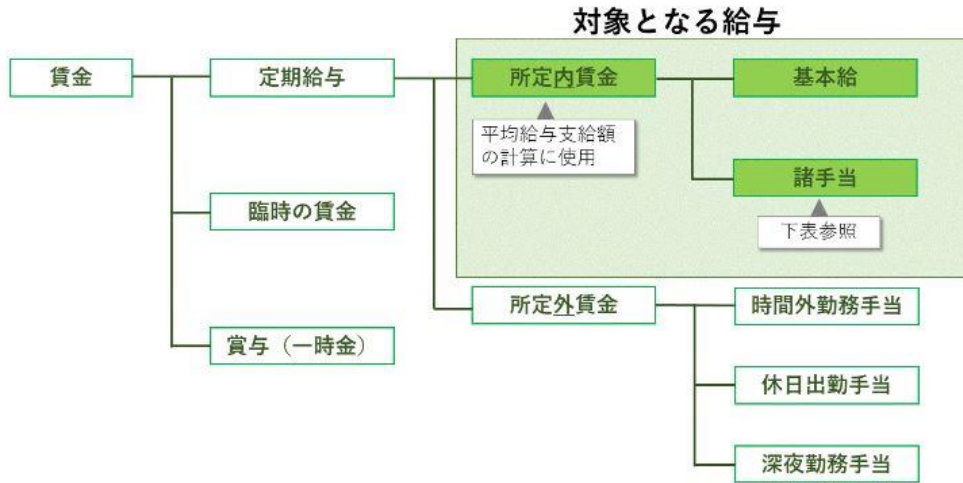 対象となる給与
賃金
定期給与
所定内賃金
基本給
平均給与支給額
の計算に使用
諸手当
下表参照
臨時の賃金
所定外賃金
時間外勤務手当
賞与（一時金）
休日出勤手当
深夜勤務手当